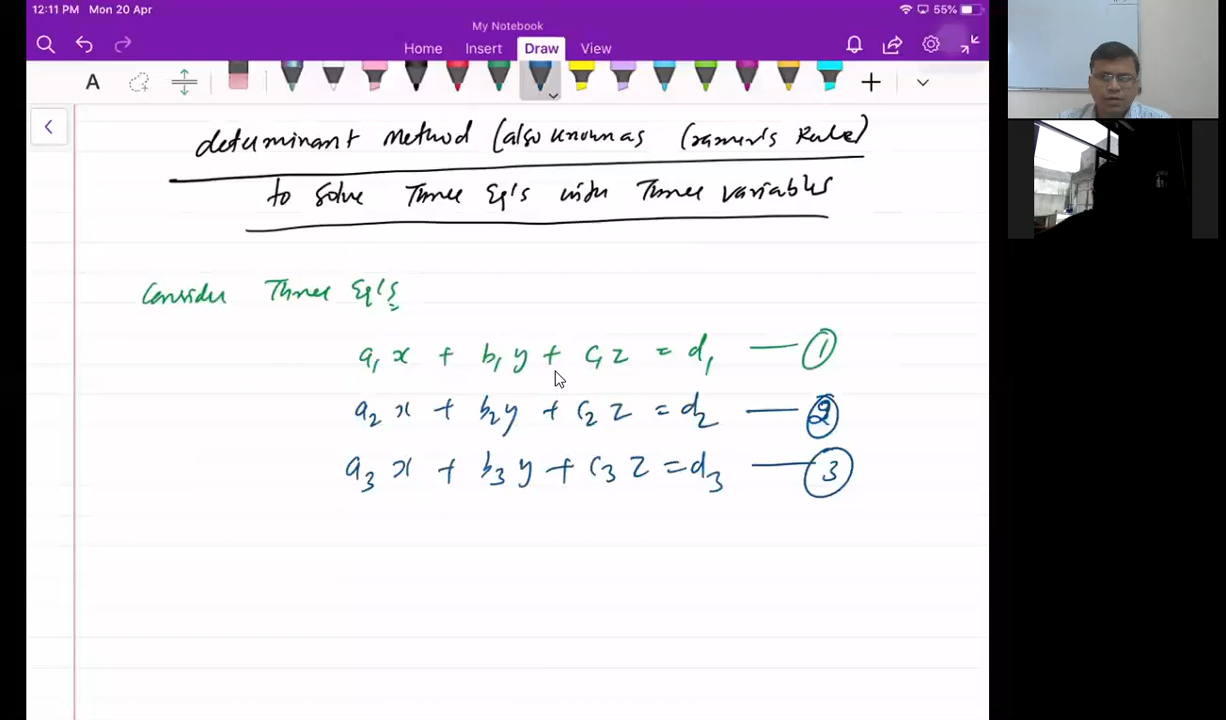 12:11 PM Mon 20 Apr
55%
My Notebook
Home Insert Draw View
A
determinant Method (also known as Cramer's Rule)
to solve Three Eq's with Three variables
Consider Three Eq's
a₁x + b₁y + c₁z = d₁ — ①
a₂x + b₂y + c₂z = d₂ — ②
a₃x + b₃y + c₃z = d₃ — ③